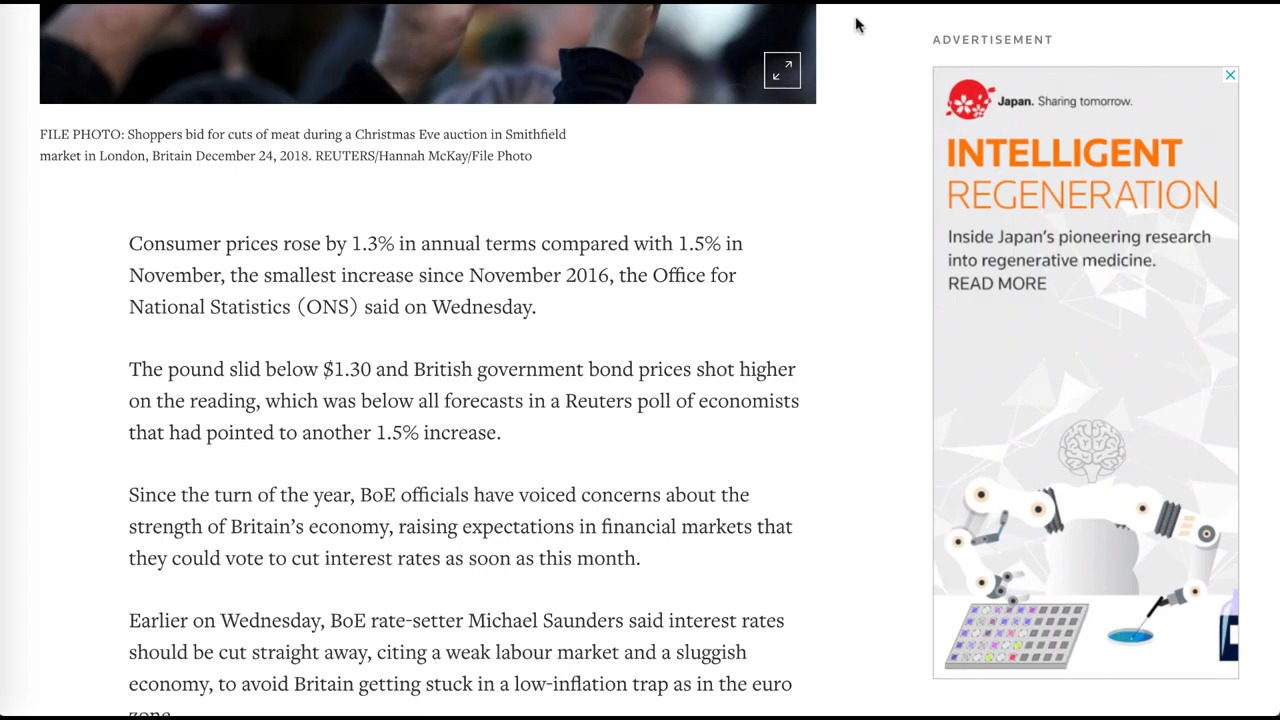 FILE PHOTO: Shoppers bid for cuts of meat during a Christmas Eve auction in Smithfield
market in London, Britain December 24, 2018. REUTERS/Hannah McKay/File Photo
Consumer prices rose by 1.3% in annual terms compared with 1.5% in
November, the smallest increase since November 2016, the Office for
National Statistics (ONS) said on Wednesday.
The pound slid below $1.30 and British government bond prices shot higher
on the reading, which was below all forecasts in a Reuters poll of economists
that had pointed to another 1.5% increase.
Since the turn of the year, BoE officials have voiced concerns about the
strength of Britain’s economy, raising expectations in financial markets that
they could vote to cut interest rates as soon as this month.
Earlier on Wednesday, BoE rate-setter Michael Saunders said interest rates
should be cut straight away, citing a weak labour market and a sluggish
economy, to avoid Britain getting stuck in a low-inflation trap as in the euro
zone.
ADVERTISEMENT
Japan. Sharing tomorrow.
INTELLIGENT
REGENERATION
Inside Japan’s pioneering research
into regenerative medicine.
READ MORE